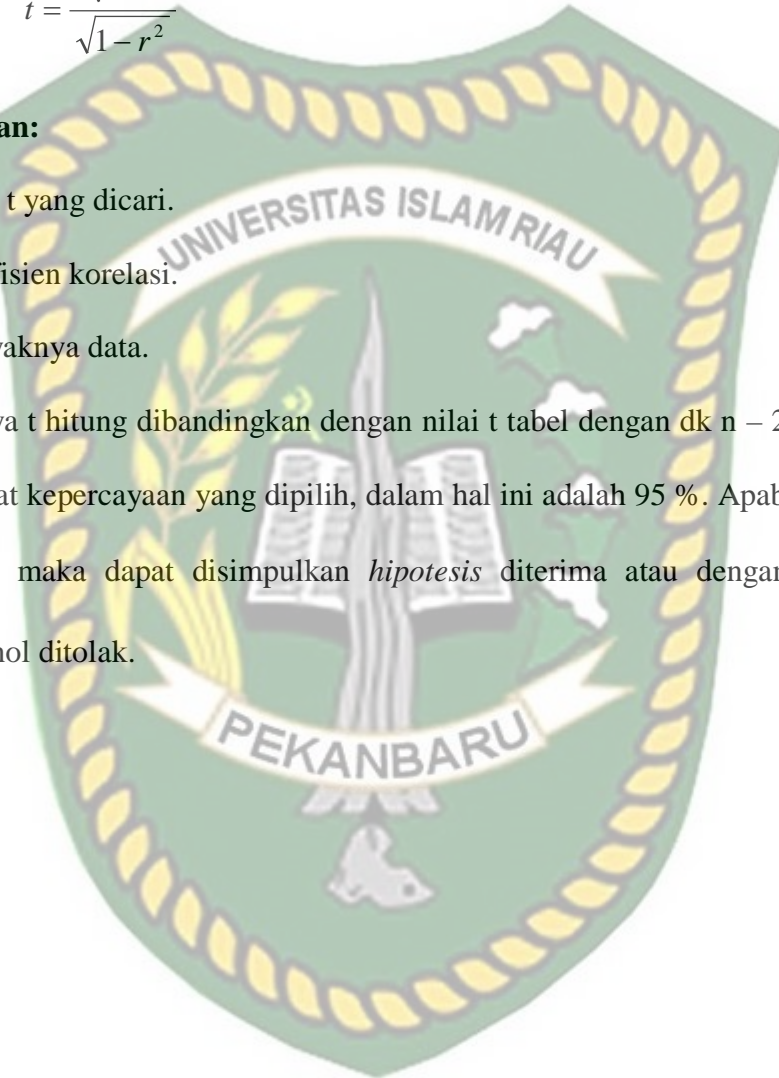 t = / √1 – r²
an:
t yang dicari.
UNIVERSITAS ISLAM RIAU
isien korelasi.
aknya data.
a t hitung dibandingkan dengan nilai t tabel dengan dk n – 2
at kepercayaan yang dipilih, dalam hal ini adalah 95 %. Apab
maka dapat disimpulkan hipotesis diterima atau dengan
nol ditolak.
PEKANBARU